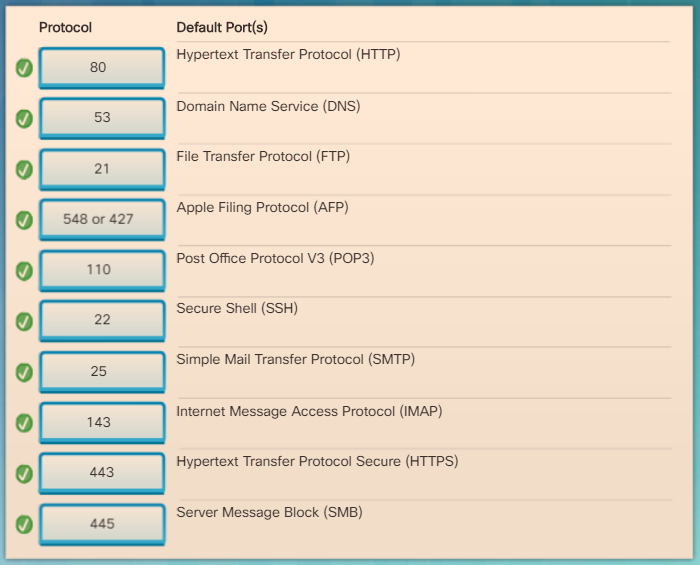 Protocol Default Port(s)
80 Hypertext Transfer Protocol (HTTP)
53 Domain Name Service (DNS)
21 File Transfer Protocol (FTP)
548 or 427 Apple Filing Protocol (AFP)
110 Post Office Protocol V3 (POP3)
22 Secure Shell (SSH)
25 Simple Mail Transfer Protocol (SMTP)
143 Internet Message Access Protocol (IMAP)
443 Hypertext Transfer Protocol Secure (HTTPS)
445 Server Message Block (SMB)